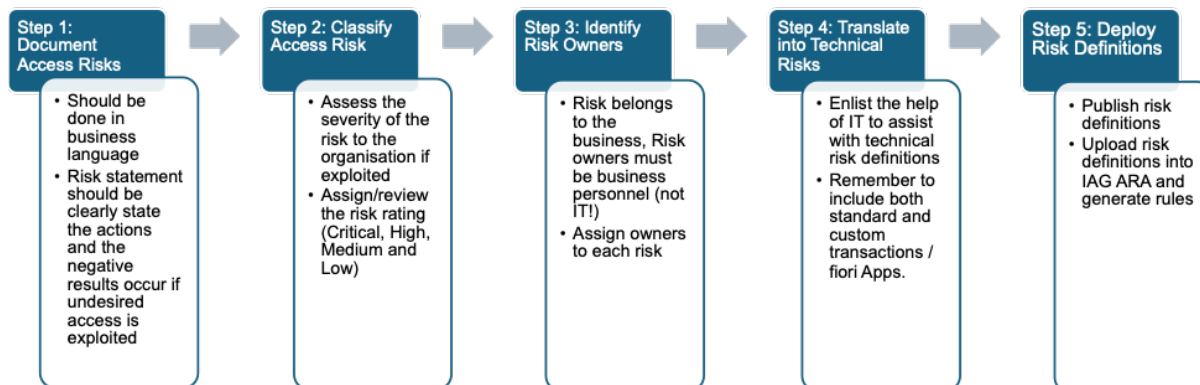 Step 1:
Document
Access Risks
• Should be
done in
business
language
• Risk statement
should be
clearly state
the actions
and the
negative
results occur if
undesired
access is
exploited
Step 2: Classify
Access Risk
• Assess the
severity of the
risk to the
organisation if
exploited
• Assign/review
the risk rating
(Critical, High,
Medium and
Low)
Step 3: Identify
Risk Owners
• Risk belongs
to the
business, Risk
owners must
be business
personnel (not
IT!)
• Assign owners
to each risk
Step 4: Translate
into Technical
Risks
• Enlist the help
of IT to assist
with technical
risk definitions
• Remember to
include both
standard and
custom
transactions /
fiori Apps.
Step 5: Deploy
Risk Definitions
• Publish risk
definitions
• Upload risk
definitions into
IAG ARA and
generate rules